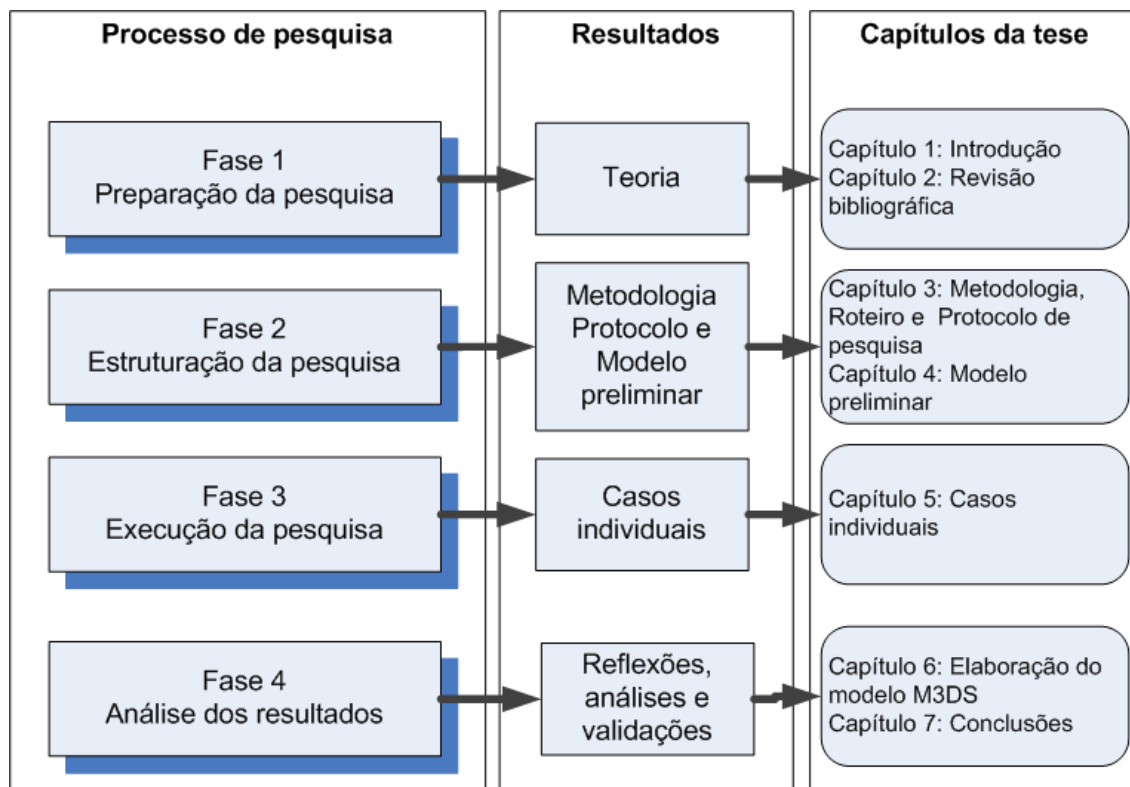 Processo de pesquisa
Resultados
Capítulos da tese
Fase 1
Preparação da pesquisa
Teoria
Capítulo 1: Introdução
Capítulo 2: Revisão
bibliográfica
Fase 2
Estruturação da pesquisa
Metodologia
Protocolo e
Modelo
preliminar
Capítulo 3: Metodologia,
Roteiro e Protocolo de
pesquisa
Capítulo 4: Modelo
preliminar
Fase 3
Execução da pesquisa
Casos
individuais
Capítulo 5: Casos
individuais
Fase 4
Análise dos resultados
Reflexões,
análises e
validações
Capítulo 6: Elaboração do
modelo M3DS
Capítulo 7: Conclusões